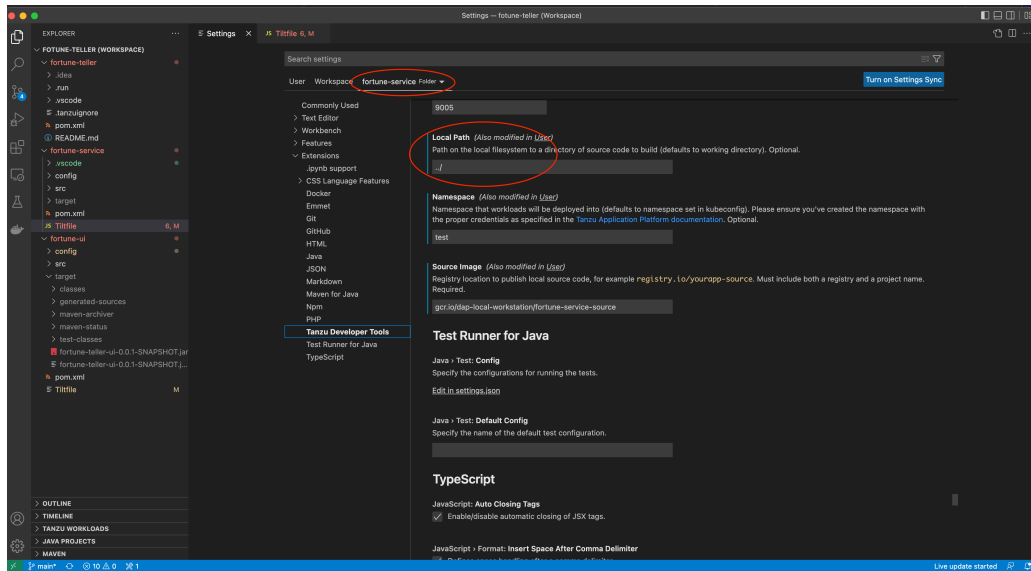 Settings — fotune-teller (Workspace)
EXPLORER
Settings
Tiltfile 6, M
FOTUNE-TELLER (WORKSPACE)
fortune-teller
.idea
.run
.vscode
.tanzuignore
pom.xml
README.md
fortune-service
.vscode
config
src
target
pom.xml
Tiltfile 6, M
fortune-ui
config
src
target
classes
generated-sources
maven-archiver
maven-status
test-classes
fortune-teller-ui-0.0.1-SNAPSHOT.jar
fortune-teller-ui-0.0.1-SNAPSHOT.j...
pom.xml
Tiltfile M
OUTLINE
TIMELINE
TANZU WORKLOADS
JAVA PROJECTS
MAVEN
Search settings
User Workspace fortune-service Folder
Turn on Settings Sync
Commonly Used
Text Editor
Workbench
Features
Extensions
.ipynb support
CSS Language Features
Docker
Emmet
Git
GitHub
HTML
Java
JSON
Markdown
Maven for Java
Npm
PHP
Tanzu Developer Tools
Test Runner for Java
TypeScript
9005
Local Path (Also modified in User)
Path on the local filesystem to a directory of source code to build (defaults to working directory). Optional.
../
Namespace (Also modified in User)
Namespace that workloads will be deployed into (defaults to namespace set in kubeconfig). Please ensure you've created the namespace with
the proper credentials as specified in the Tanzu Application Platform documentation. Optional.
test
Source Image (Also modified in User)
Registry location to publish local source code, for example registry.io/yourapp-source. Must include both a registry and a project name.
Required.
gcr.io/dap-local-workstation/fortune-service-source
Test Runner for Java
Java › Test: Config
Specify the configurations for running the tests.
Edit in settings.json
Java › Test: Default Config
Specify the name of the default test configuration.
TypeScript
JavaScript: Auto Closing Tags
Enable/disable automatic closing of JSX tags.
JavaScript › Format: Insert Space After Comma Delimiter
main* 10 0 1
Live update started